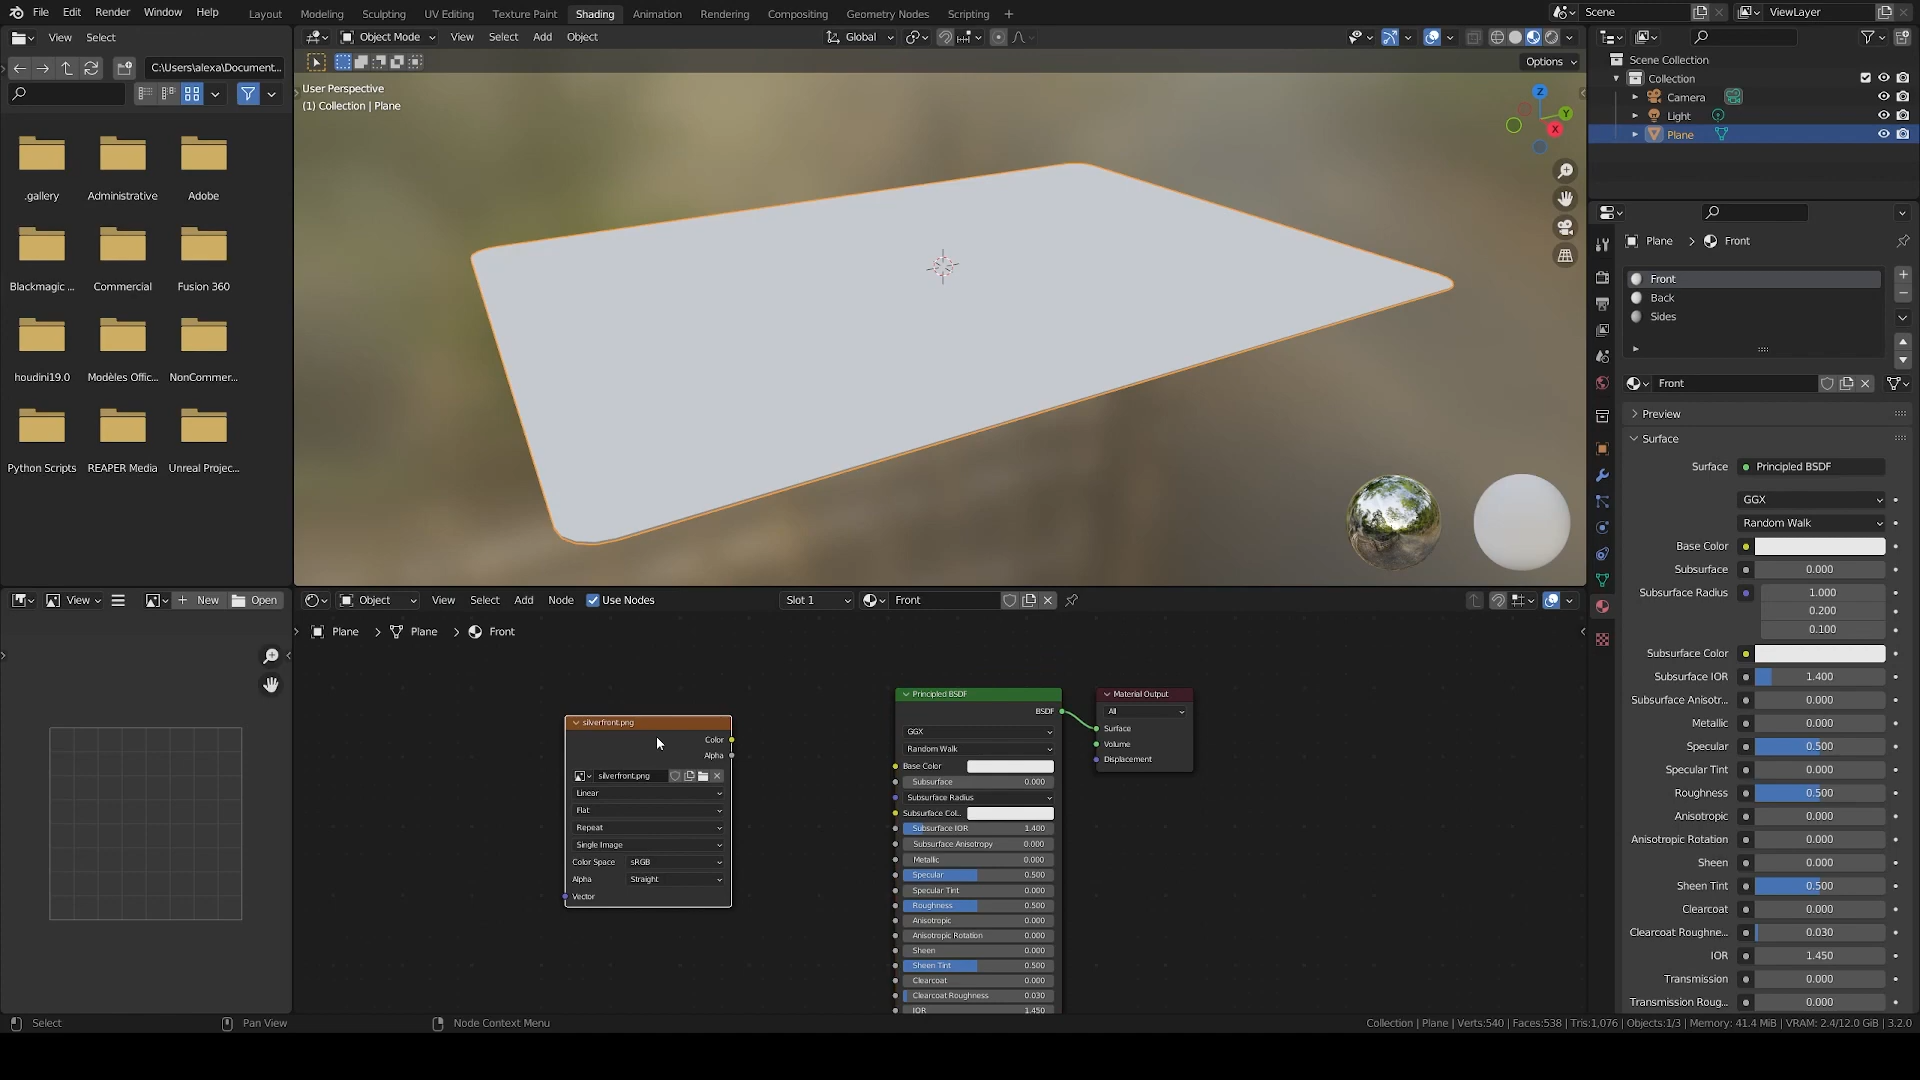 File Edit Render Window Help Layout Modeling Sculpting UV Editing Texture Paint Shading Animation Rendering Compositing Geometry Nodes Scripting + Scene ViewLayer
View Select Object Mode View Select Add Object Global
C:\Users\alexa\Document... Options
User Perspective
(1) Collection | Plane
.gallery Administrative Adobe
Blackmagic ... Commercial Fusion 360
houdini19.0 Modèles Offic... NonCommer...
Python Scripts REAPER Media Unreal Projec...
Z
Y
X
Scene Collection
Collection
Camera
Light
Plane
Plane > Front
Front
Back
Sides
Front
Preview
Surface
Surface Principled BSDF
GGX
Random Walk
Base Color
Subsurface 0.000
Subsurface Radius 1.000
0.200
0.100
Subsurface Color
Subsurface IOR 1.400
Subsurface Anisotr... 0.000
Metallic 0.000
Specular 0.500
Specular Tint 0.000
Roughness 0.500
Anisotropic 0.000
Anisotropic Rotation 0.000
Sheen 0.000
Sheen Tint 0.500
Clearcoat 0.000
Clearcoat Roughne... 0.030
IOR 1.450
Transmission 0.000
Transmission Roug... 0.000
View + New Open Object View Select Add Node Use Nodes Slot 1 Front
Plane > Plane > Front
silverfront.png
Color
Alpha
silverfront.png
Linear
Flat
Repeat
Single Image
Color Space sRGB
Alpha Straight
Vector
Principled BSDF
BSDF
GGX
Random Walk
Base Color
Subsurface 0.000
Subsurface Radius
Subsurface Col..
Subsurface IOR 1.400
Subsurface Anisotropy 0.000
Metallic 0.000
Specular 0.500
Specular Tint 0.000
Roughness 0.500
Anisotropic 0.000
Anisotropic Rotation 0.000
Sheen 0.000
Sheen Tint 0.500
Clearcoat 0.000
Clearcoat Roughness 0.030
IOR 1.450
Material Output
All
Surface
Volume
Displacement
Select Pan View Node Context Menu Collection | Plane | Verts:540 | Faces:538 | Tris:1,076 | Objects:1/3 | Memory: 41.4 MiB | VRAM: 2.4/12.0 GiB | 3.2.0